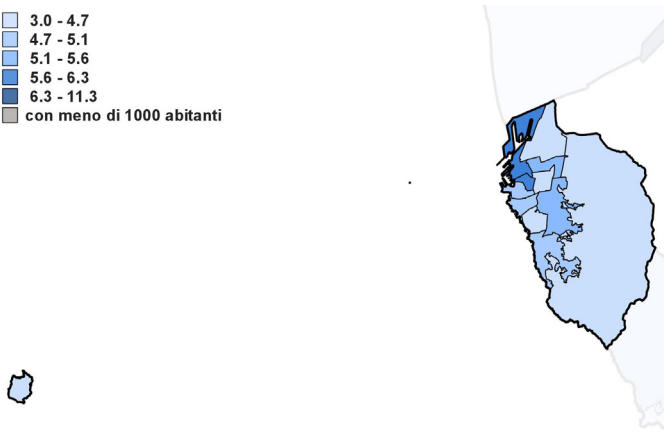 3.0 - 4.7
4.7 - 5.1
5.1 - 5.6
5.6 - 6.3
6.3 - 11.3
con meno di 1000 abitanti